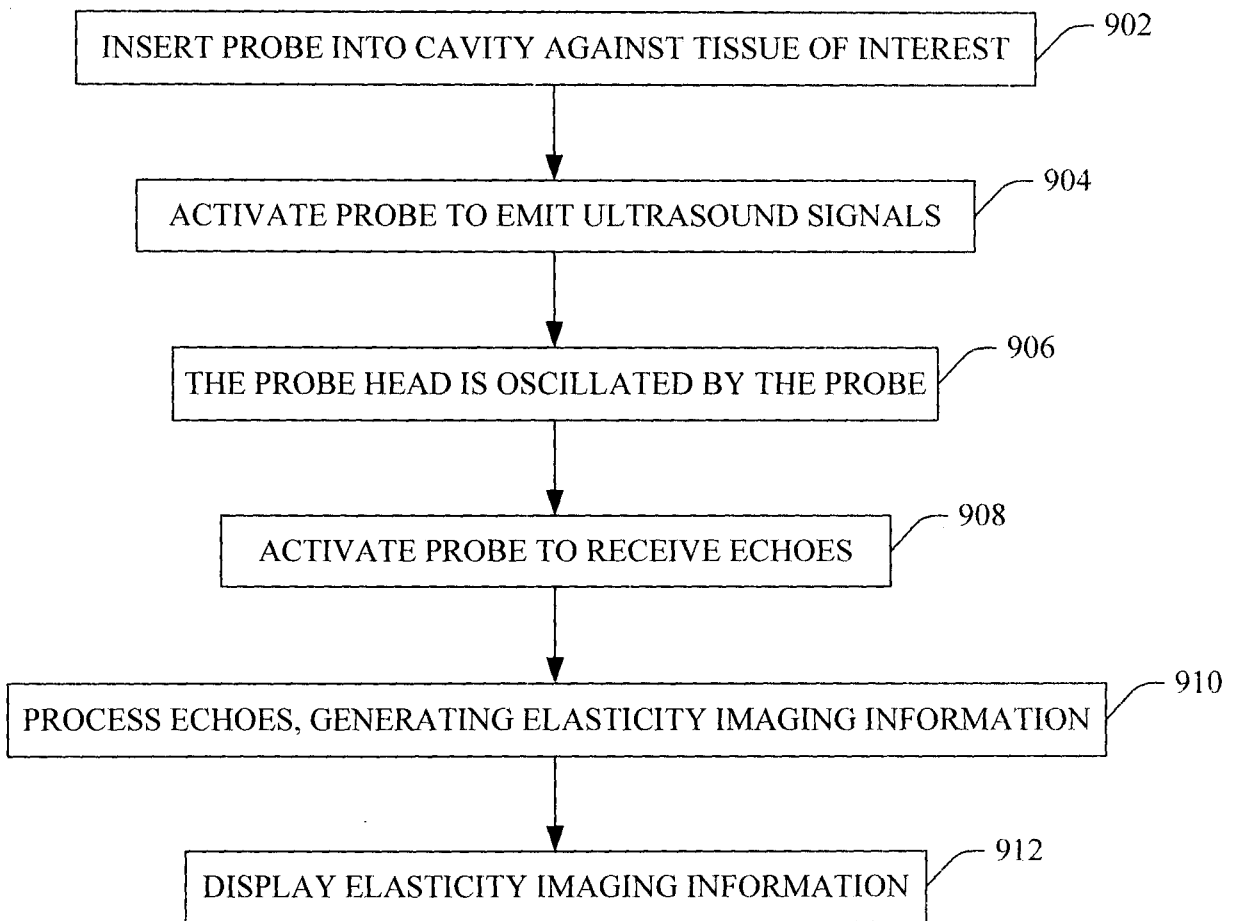 INSERT PROBE INTO CAVITY AGAINST TISSUE OF INTEREST
902
ACTIVATE PROBE TO EMIT ULTRASOUND SIGNALS
904
THE PROBE HEAD IS OSCILLATED BY THE PROBE
906
ACTIVATE PROBE TO RECEIVE ECHOES
908
PROCESS ECHOES, GENERATING ELASTICITY IMAGING INFORMATION
910
DISPLAY ELASTICITY IMAGING INFORMATION
912